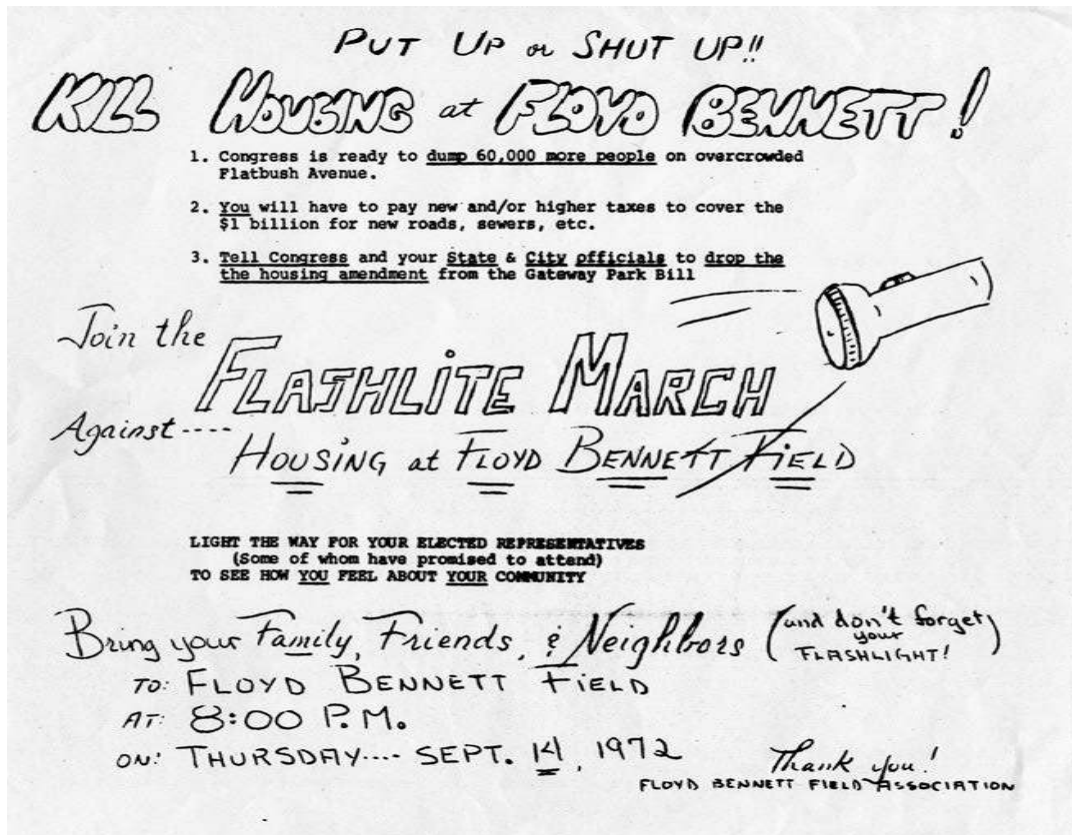 PUT UP or SHUT UP!!
KILL HOUSING at FLOYD BENNETT!
1. Congress is ready to dump 60,000 more people on overcrowded
Flatbush Avenue.
2. You will have to pay new and/or higher taxes to cover the
$1 billion for new roads, sewers, etc.
3. Tell Congress and your State & City officials to drop the
the housing amendment from the Gateway Park Bill
Join the
FLASHLITE MARCH
Against----
HOUSING at FLOYD BENNETT FIELD
LIGHT THE WAY FOR YOUR ELECTED REPRESENTATIVES
(Some of whom have promised to attend)
TO SEE HOW YOU FEEL ABOUT YOUR COMMUNITY
Bring your Family, Friends, & Neighbors (and don't forget
your
FLASHLIGHT!)
TO: FLOYD BENNETT FIELD
AT: 8:00 P.M.
ON: THURSDAY---- SEPT. 14, 1972
Thank you!
FLOYD BENNETT FIELD ASSOCIATION